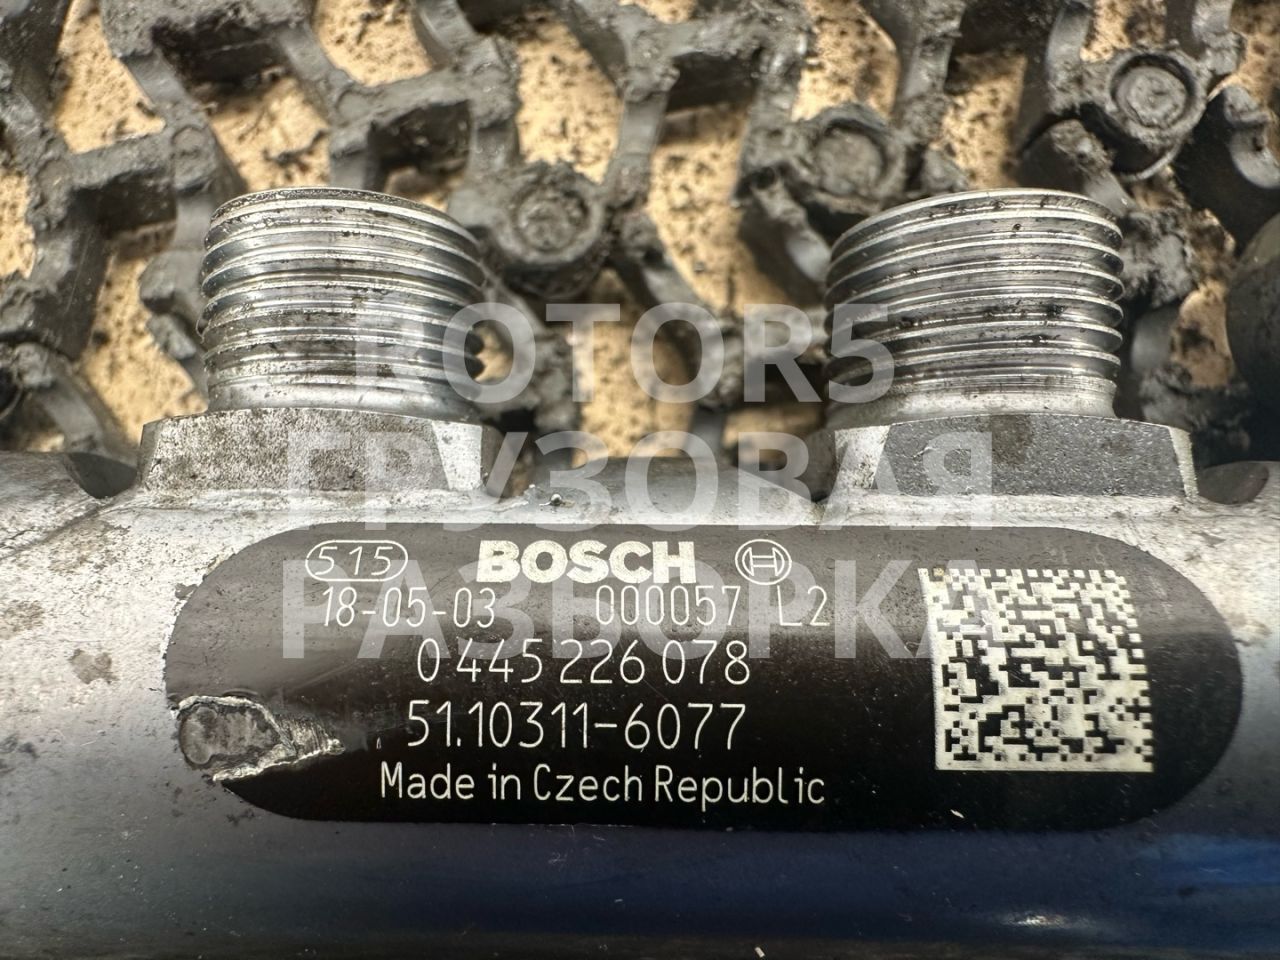 ROTOR5
ГРУЗОВАЯ
РАЗБОРКА
515 BOSCH
18-05-03 000057 L2
0 445 226 078
51.10311-6077
Made in Czech Republic